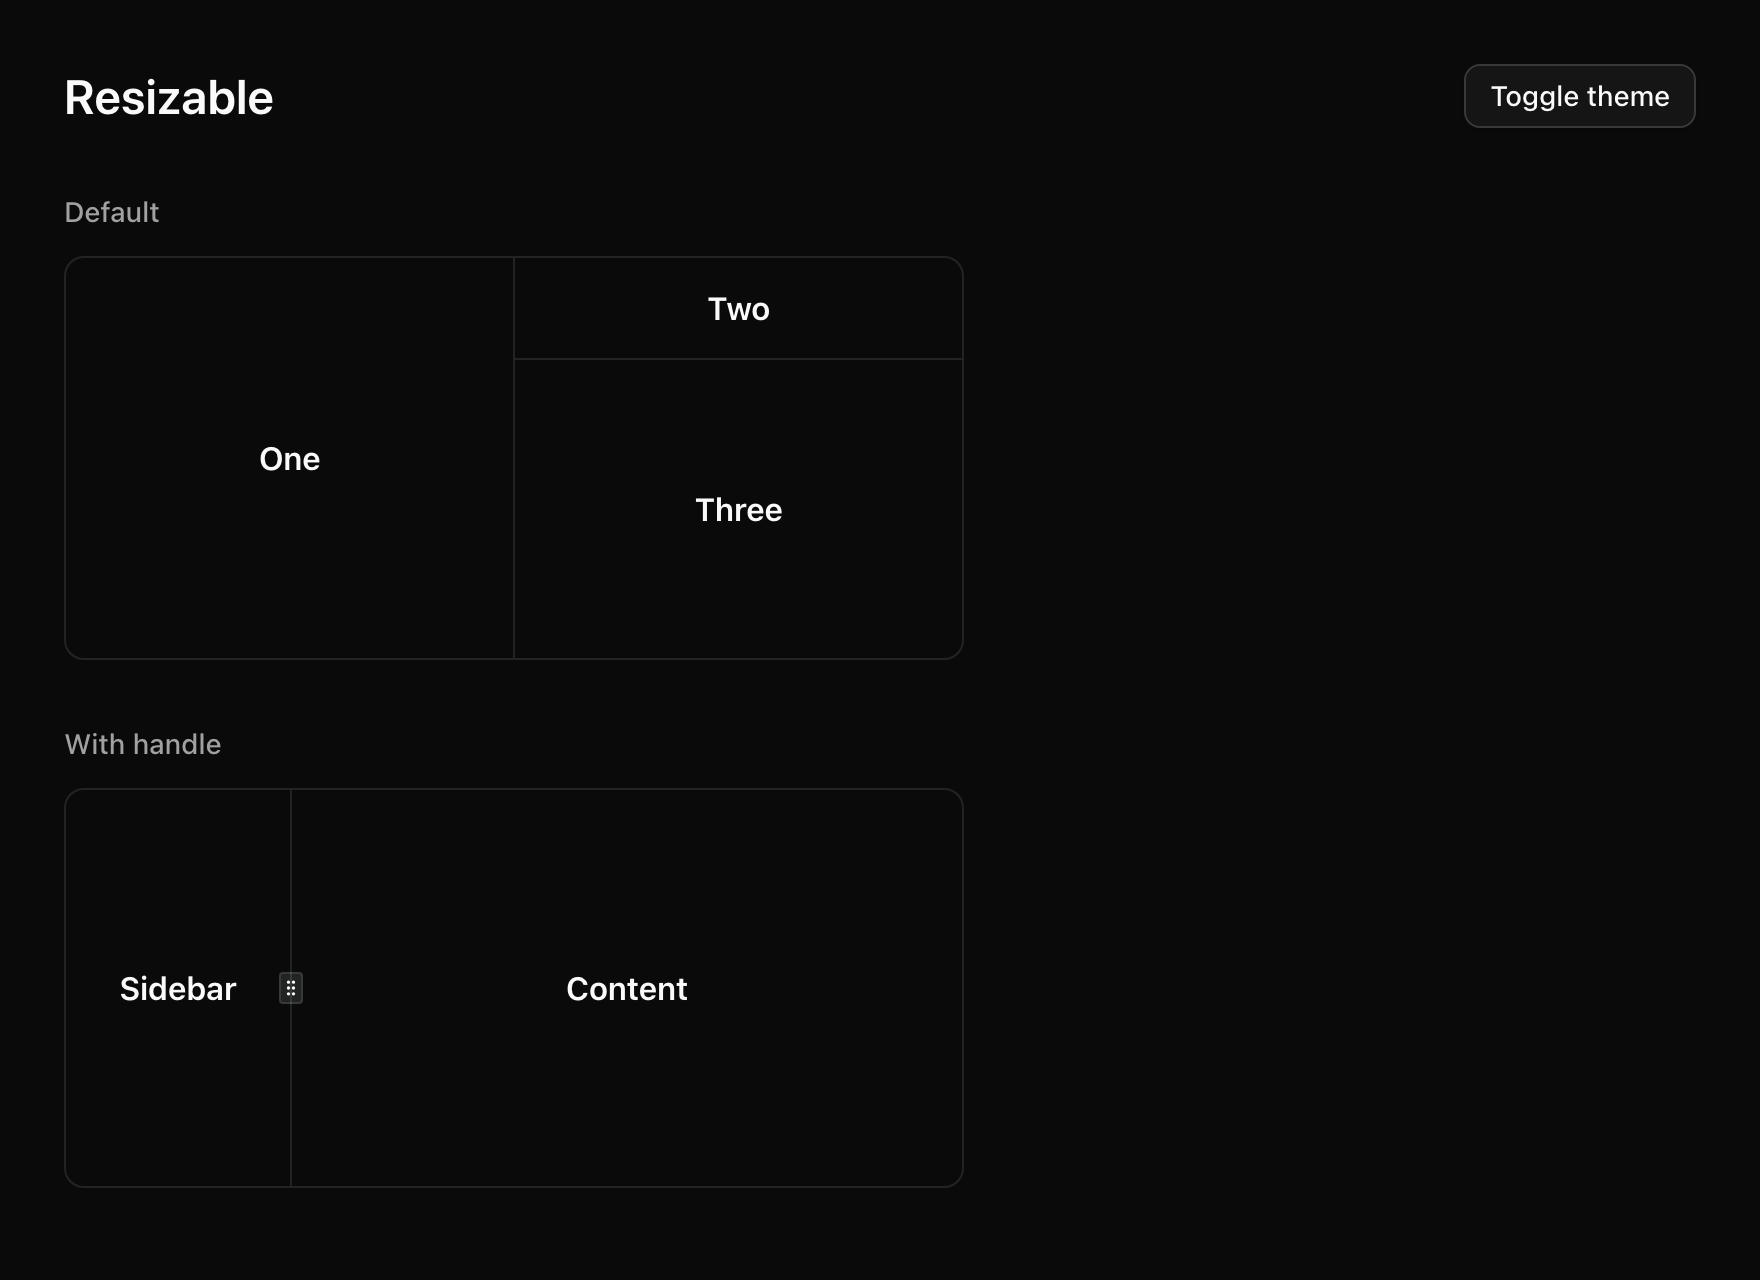 Resizable
Toggle theme
Default
One
Two
Three
With handle
Sidebar
Content